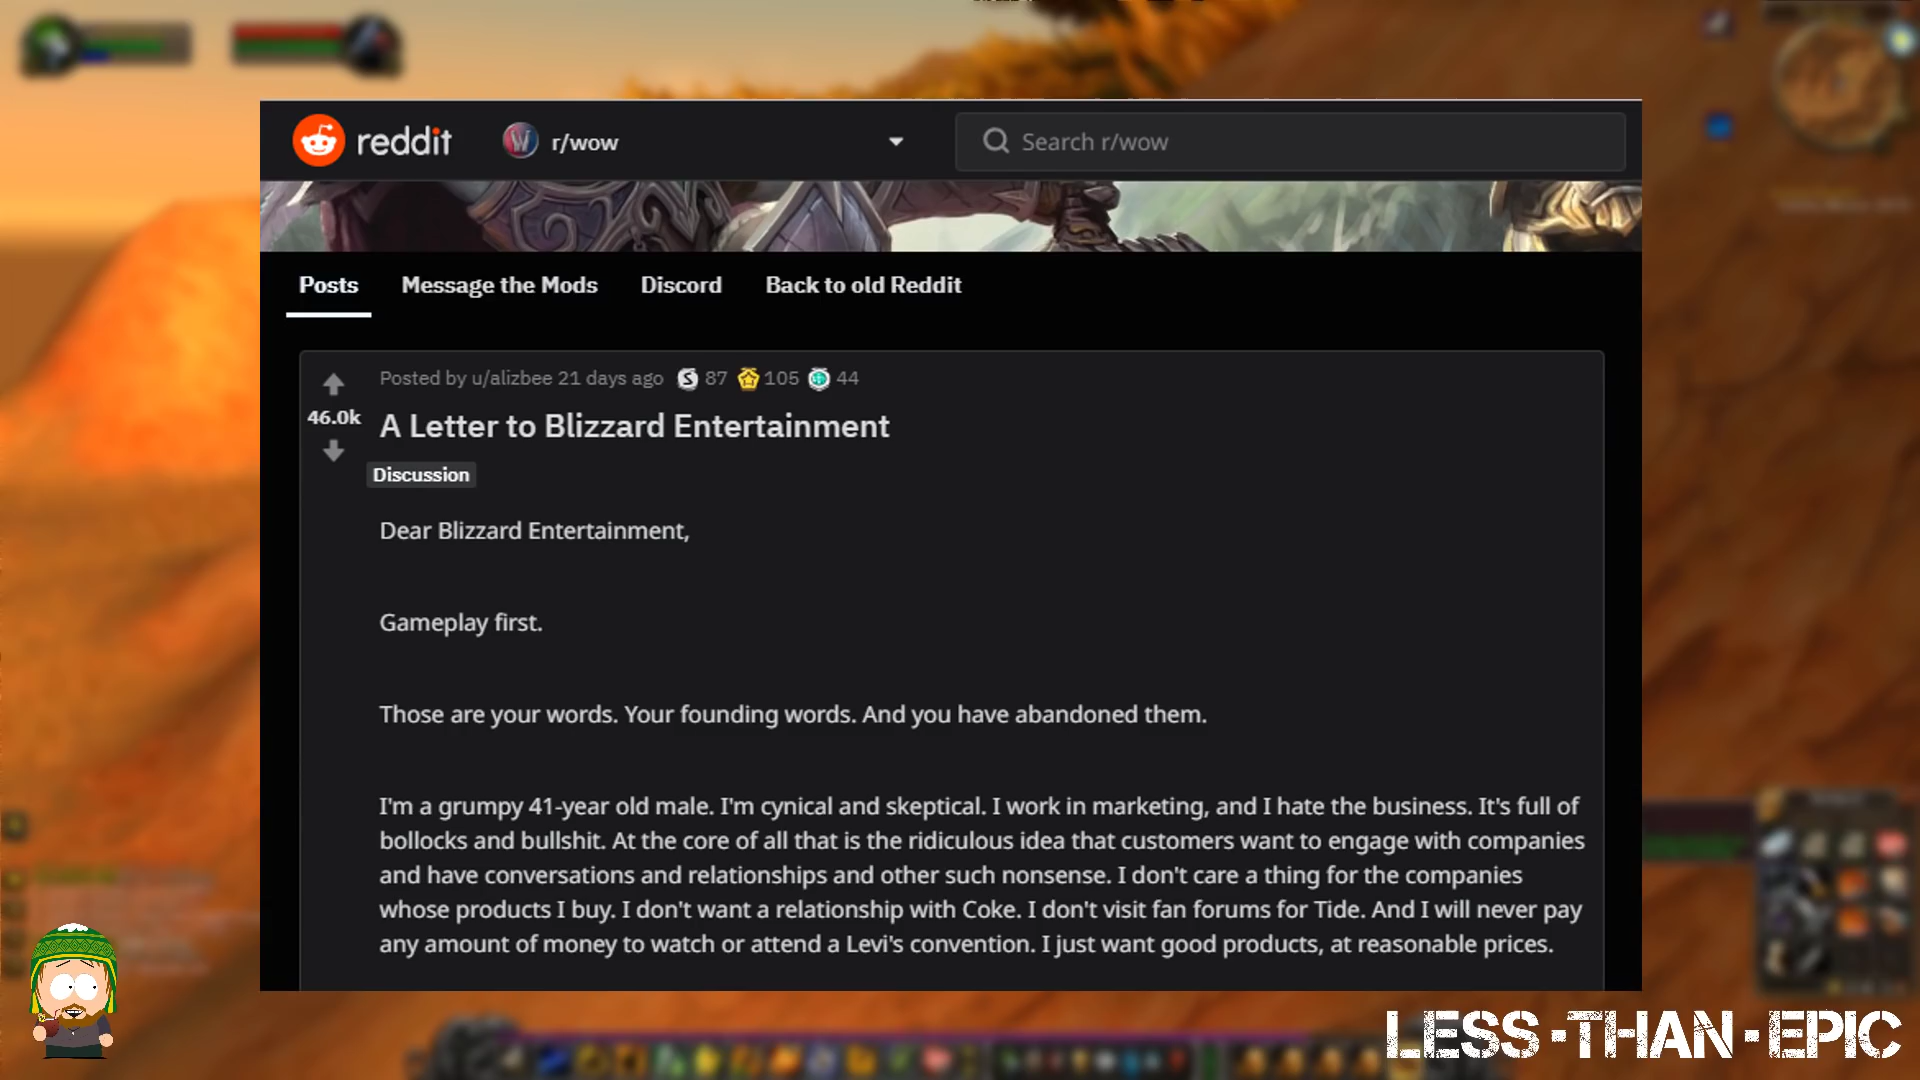 reddit
r/wow
Search r/wow
Posts
Message the Mods
Discord
Back to old Reddit
Posted by u/alizbee 21 days ago S 87 105 44
46.0k
A Letter to Blizzard Entertainment
Discussion
Dear Blizzard Entertainment,
Gameplay first.
Those are your words. Your founding words. And you have abandoned them.
I'm a grumpy 41-year old male. I'm cynical and skeptical. I work in marketing, and I hate the business. It's full of
bollocks and bullshit. At the core of all that is the ridiculous idea that customers want to engage with companies
and have conversations and relationships and other such nonsense. I don't care a thing for the companies
whose products I buy. I don't want a relationship with Coke. I don't visit fan forums for Tide. And I will never pay
any amount of money to watch or attend a Levi's convention. I just want good products, at reasonable prices.
LESS·THAN·EPIC